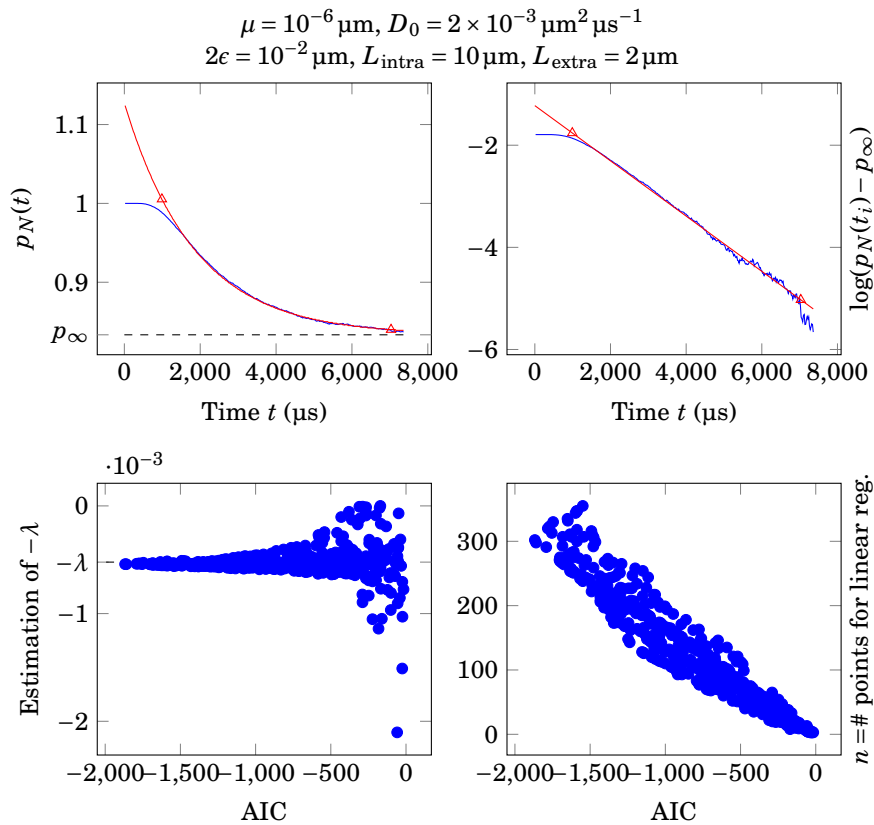 μ = 10⁻⁶ μm, D₀ = 2 × 10⁻³ μm² μs⁻¹
2ϵ = 10⁻² μm, L_intra = 10 μm, L_extra = 2 μm
1.1
1
0.9
p_∞
p_N(t)
0
2,000
4,000
6,000
8,000
Time t (μs)
−2
−4
−6
log(p_N(t_i) − p_∞)
0
2,000
4,000
6,000
8,000
Time t (μs)
·10⁻³
0
−λ
−1
−2
Estimation of −λ
−2,000
−1,500
−1,000
−500
0
AIC
300
200
100
0
n = # points for linear reg.
−2,000
−1,500
−1,000
−500
0
AIC